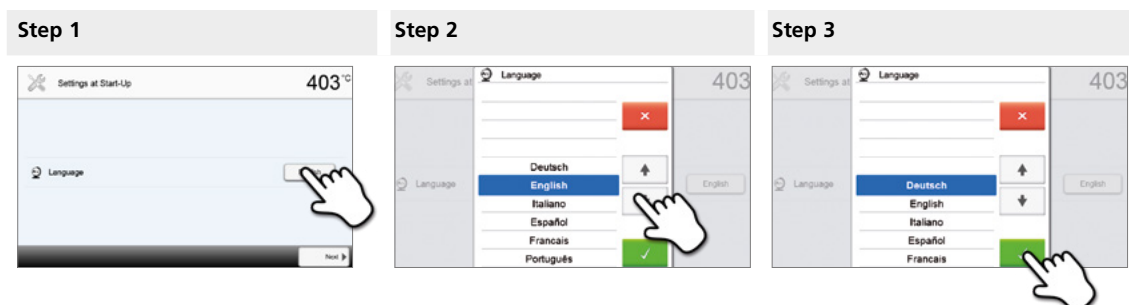 Step 1
Settings at Start-Up
403 °C
Language
Next
Step 2
Settings at
Language
403
Deutsch
English
Italiano
Español
Francais
Português
Language
English
Step 3
Settings at
Language
403
Deutsch
English
Italiano
Español
Francais
Language
English